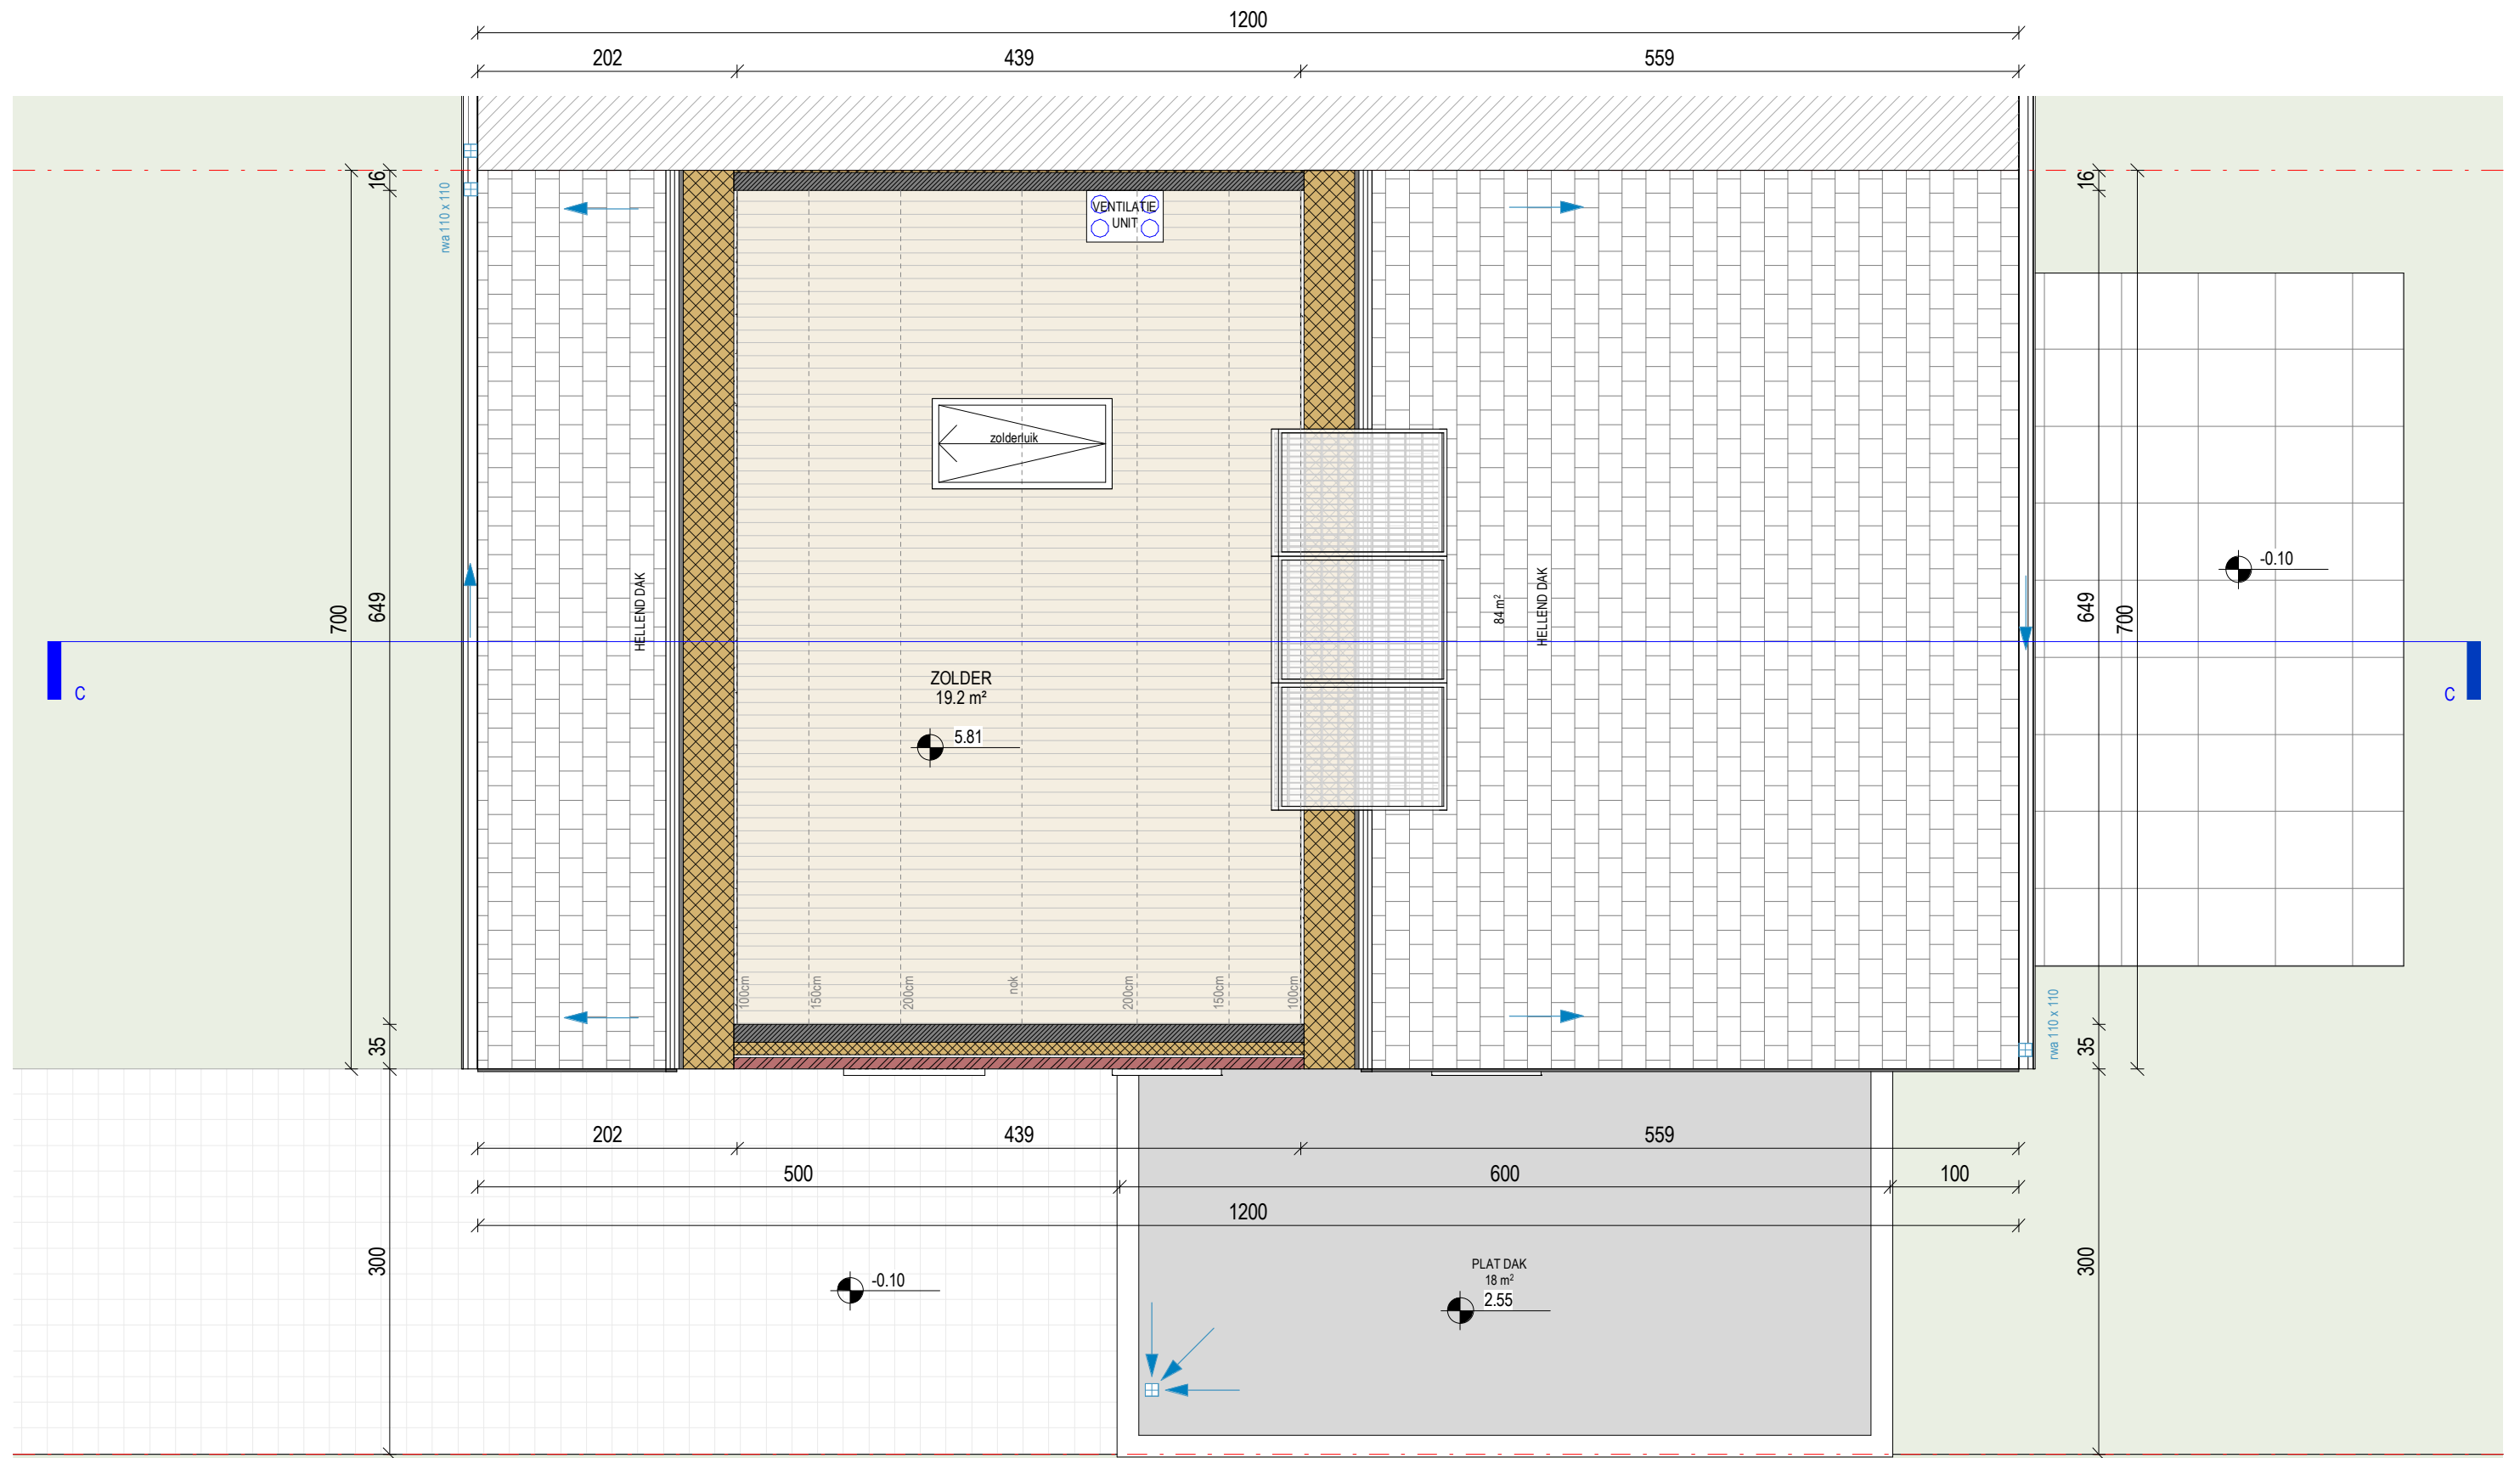 1200
202
439
559
16
16
rwa 110 x 110
VENTILATIE
UNIT
zolderluik
-0.10
HELLEND DAK
84 m²
HELLEND DAK
700
649
649
700
C
C
ZOLDER
19.2 m²
5.81
100cm
150cm
200cm
nok
200cm
150cm
100cm
35
35
rwa 110 x 110
202
439
559
500
600
100
1200
300
300
-0.10
PLAT DAK
18 m²
2.55